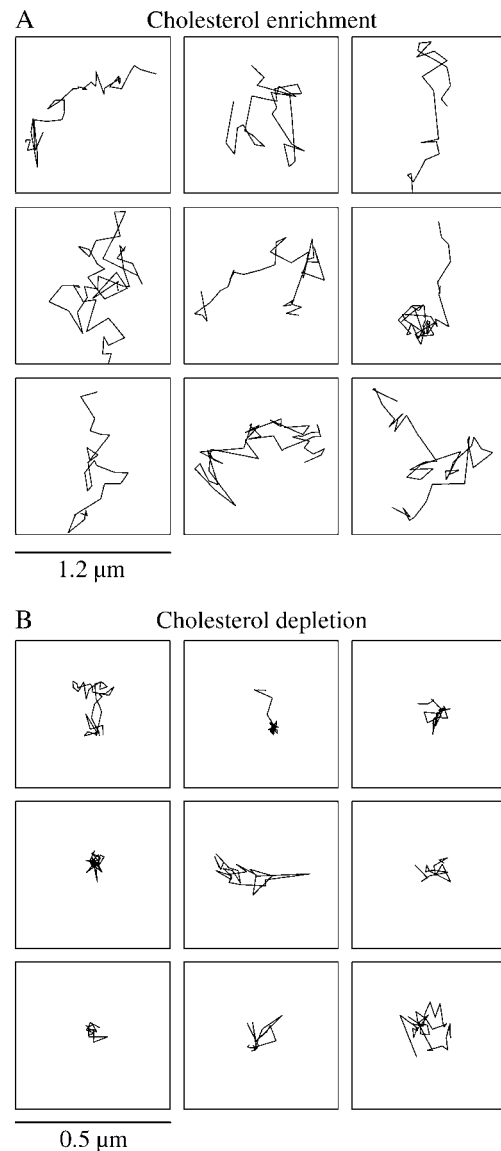 A Cholesterol enrichment
1.2 μm
B Cholesterol depletion
0.5 μm